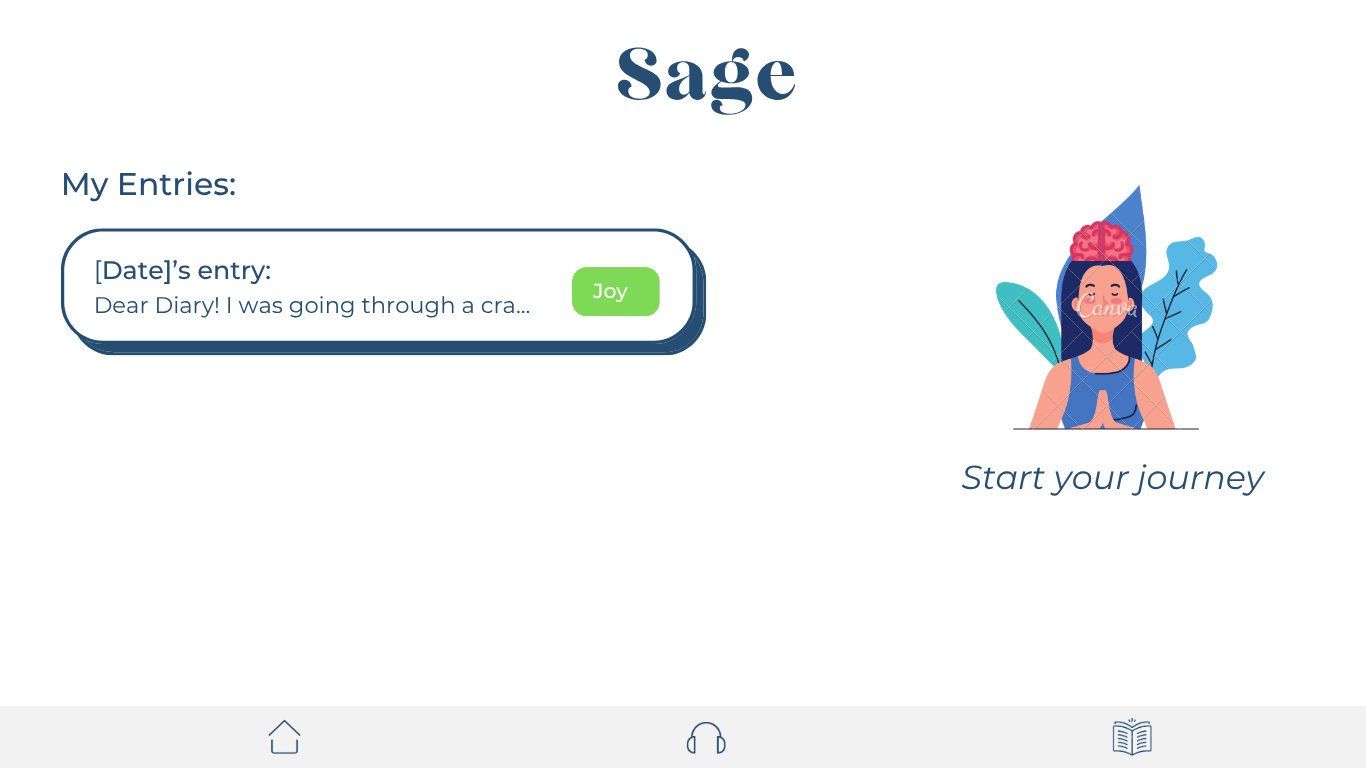 Sage
My Entries:
[Date]’s entry:
Dear Diary! I was going through a cra...
Joy
Canva
Start your journey